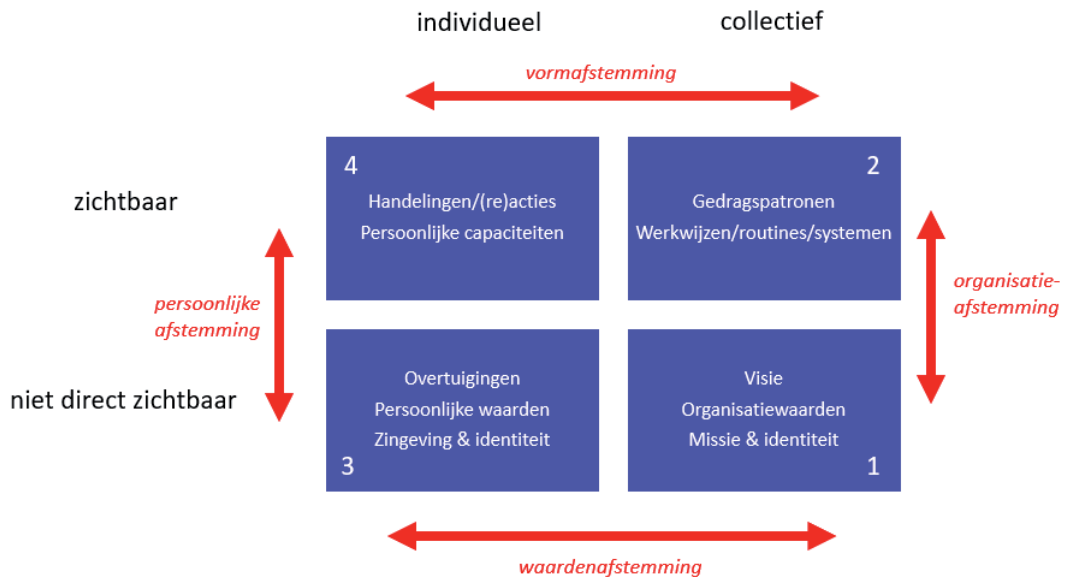 individueel
collectief
vormafstemming
zichtbaar
4
Handelingen/(re)acties
Persoonlijke capaciteiten
2
Gedragspatronen
Werkwijzen/routines/systemen
persoonlijke
afstemming
organisatie-
afstemming
niet direct zichtbaar
Overtuigingen
Persoonlijke waarden
Zingeving & identiteit
3
Visie
Organisatiewaarden
Missie & identiteit
1
waardenafstemming